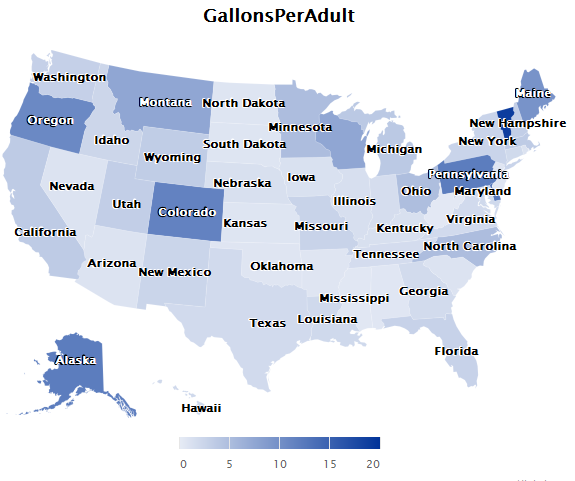 GallonsPerAdult
Washington
Maine
Montana
North Dakota
Oregon
New Hampshire
Minnesota
Idaho
South Dakota
New York
Michigan
Wyoming
Pennsylvania
Nebraska
Iowa
Nevada
Ohio
Maryland
Utah
Illinois
Colorado
Virginia
Kansas
Missouri
Kentucky
California
North Carolina
Tennessee
Arizona
Oklahoma
New Mexico
Georgia
Mississippi
Louisiana
Texas
Florida
Alaska
Hawaii
0 5 10 15 20